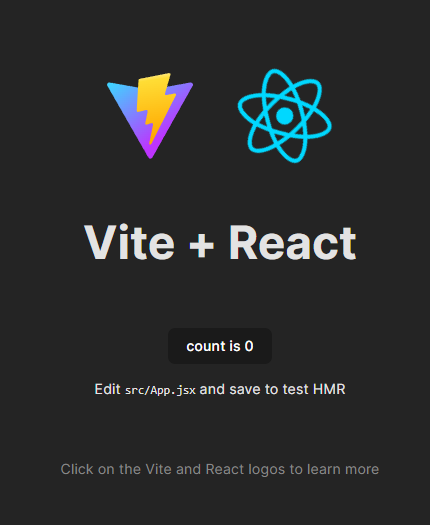 Vite + React
count is 0
Edit src/App.jsx and save to test HMR
Click on the Vite and React logos to learn more